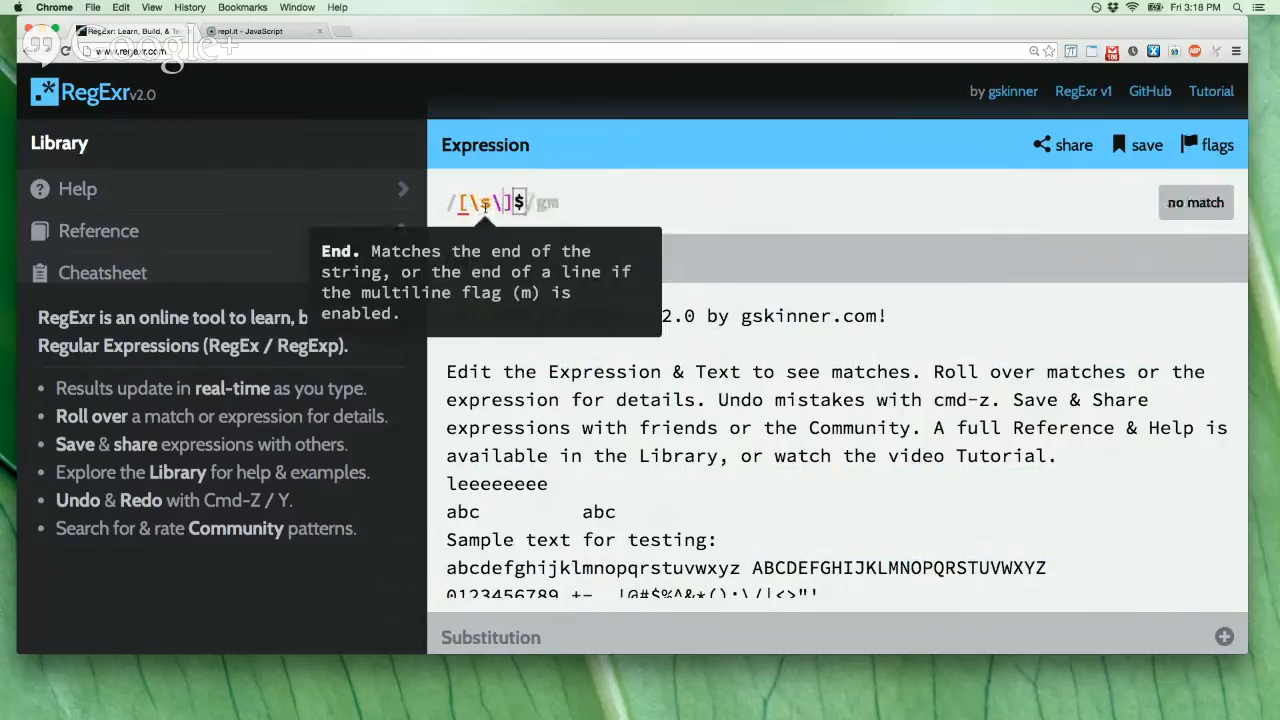 Chrome File Edit View History Bookmarks Window Help Fri 3:18 PM
RegExr: Learn, Build, & Te repl.it - JavaScript
Google+
www.regexr.com
RegExr v2.0
by gskinner RegExr v1 GitHub Tutorial
Library
Expression
share save flags
Help
/[\s\]$/gm
no match
Reference
End. Matches the end of the
string, or the end of a line if
the multiline flag (m) is
enabled.
Cheatsheet
RegExr is an online tool to learn, b
Regular Expressions (RegEx / RegExp).
Results update in real-time as you type.
Roll over a match or expression for details.
Save & share expressions with others.
Explore the Library for help & examples.
Undo & Redo with Cmd-Z / Y.
Search for & rate Community patterns.
2.0 by gskinner.com!
Edit the Expression & Text to see matches. Roll over matches or the
expression for details. Undo mistakes with cmd-z. Save & Share
expressions with friends or the Community. A full Reference & Help is
available in the Library, or watch the video Tutorial.
leeeeeeee
abc abc
Sample text for testing:
abcdefghijklmnopqrstuvwxyz ABCDEFGHIJKLMNOPQRSTUVWXYZ
0123456789
Substitution